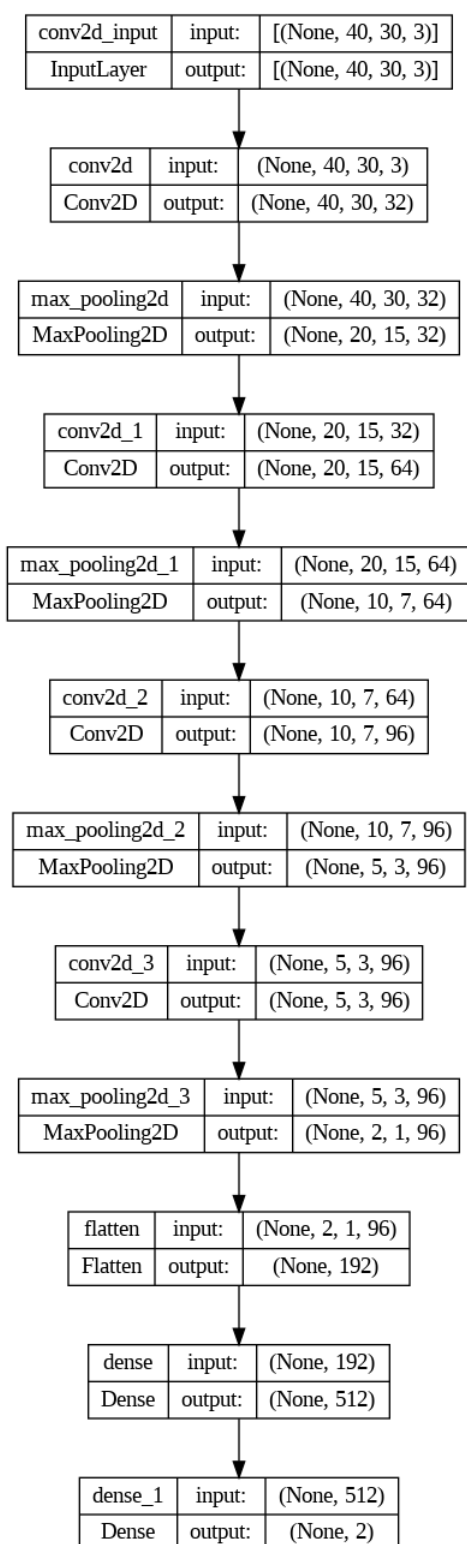 conv2d_input input: [(None, 40, 30, 3)]
InputLayer output: [(None, 40, 30, 3)]
conv2d input: (None, 40, 30, 3)
Conv2D output: (None, 40, 30, 32)
max_pooling2d input: (None, 40, 30, 32)
MaxPooling2D output: (None, 20, 15, 32)
conv2d_1 input: (None, 20, 15, 32)
Conv2D output: (None, 20, 15, 64)
max_pooling2d_1 input: (None, 20, 15, 64)
MaxPooling2D output: (None, 10, 7, 64)
conv2d_2 input: (None, 10, 7, 64)
Conv2D output: (None, 10, 7, 96)
max_pooling2d_2 input: (None, 10, 7, 96)
MaxPooling2D output: (None, 5, 3, 96)
conv2d_3 input: (None, 5, 3, 96)
Conv2D output: (None, 5, 3, 96)
max_pooling2d_3 input: (None, 5, 3, 96)
MaxPooling2D output: (None, 2, 1, 96)
flatten input: (None, 2, 1, 96)
Flatten output: (None, 192)
dense input: (None, 192)
Dense output: (None, 512)
dense_1 input: (None, 512)
Dense output: (None, 2)